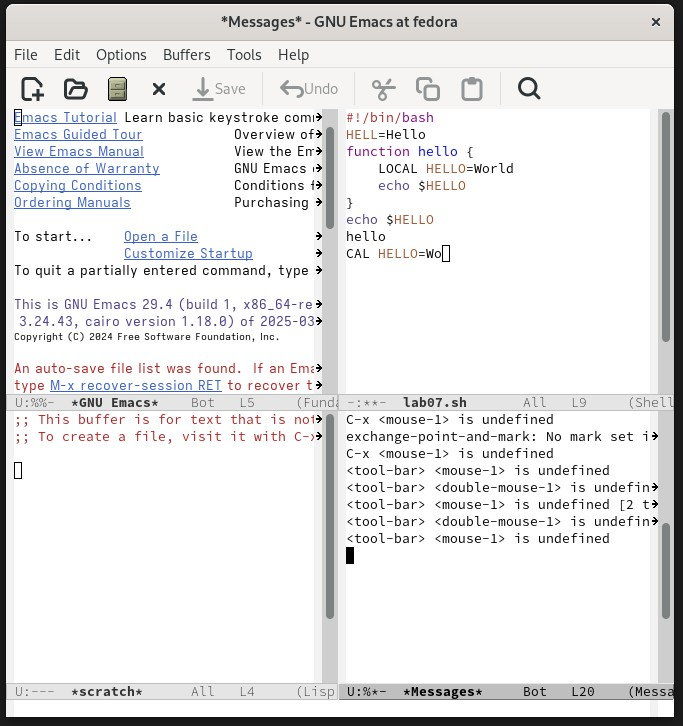 *Messages* - GNU Emacs at fedora
File Edit Options Buffers Tools Help
Save Undo
Emacs Tutorial Learn basic keystroke com
Emacs Guided Tour Overview of
View Emacs Manual View the Em
Absence of Warranty GNU Emacs
Copying Conditions Conditions f
Ordering Manuals Purchasing
To start... Open a File
Customize Startup
To quit a partially entered command, type
This is GNU Emacs 29.4 (build 1, x86_64-re
3.24.43, cairo version 1.18.0) of 2025-03
Copyright (C) 2024 Free Software Foundation, Inc.
An auto-save file list was found. If an Ema
type M-x recover-session RET to recover t
U:%%- *GNU Emacs* Bot L5 (Funda
#!/bin/bash
HELL=Hello
function hello {
LOCAL HELLO=World
echo $HELLO
}
echo $HELLO
hello
CAL HELLO=Wo
-:**- lab07.sh All L9 (Shell
;; This buffer is for text that is not
;; To create a file, visit it with C-x
U:--- *scratch* All L4 (Lisp
C-x <mouse-1> is undefined
exchange-point-and-mark: No mark set i
C-x <mouse-1> is undefined
<tool-bar> <mouse-1> is undefined
<tool-bar> <double-mouse-1> is undefin
<tool-bar> <mouse-1> is undefined [2 t
<tool-bar> <double-mouse-1> is undefin
<tool-bar> <mouse-1> is undefined
U:%*- *Messages* Bot L20 (Messa